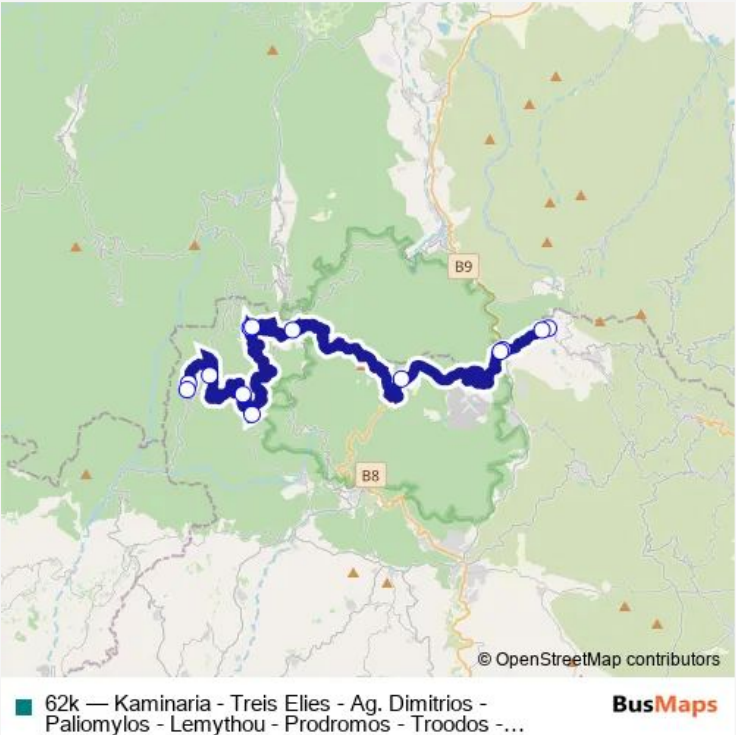 B9
B8
© OpenStreetMap contributors
62k — Kaminaria - Treis Elies - Ag. Dimitrios -
Paliomylos - Lemythou - Prodromos - Troodos -...
BusMaps